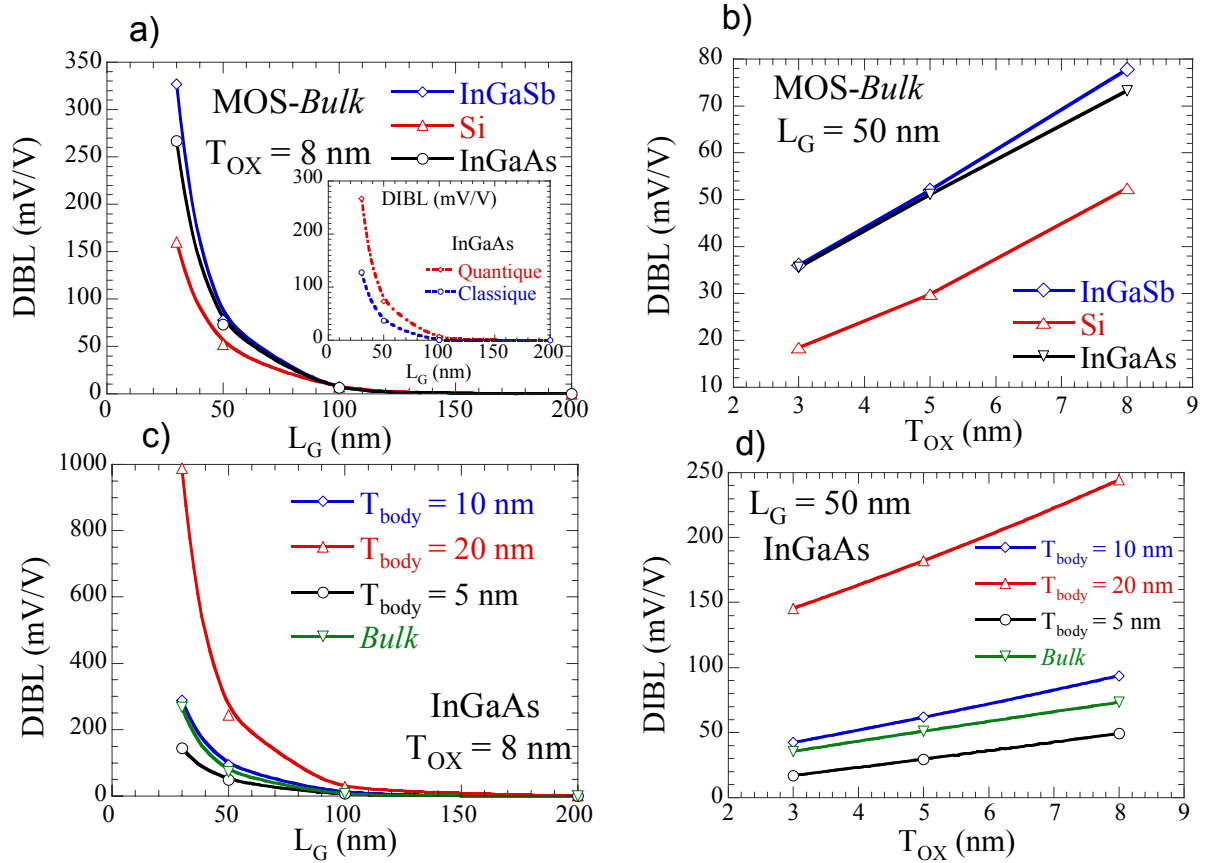 a)
350
300
250
200
150
100
50
0
DIBL (mV/V)
MOS-Bulk
T_OX = 8 nm
InGaSb
Si
InGaAs
300
200
100
0
DIBL (mV/V)
InGaAs
Quantique
Classique
0 50 100 150 200
L_G (nm)
0 50 100 150 200
L_G (nm)
b)
80
70
60
50
40
30
20
10
DIBL (mV/V)
MOS-Bulk
L_G = 50 nm
InGaSb
Si
InGaAs
2 3 4 5 6 7 8 9
T_OX (nm)
c)
1000
800
600
400
200
0
DIBL (mV/V)
T_body = 10 nm
T_body = 20 nm
T_body = 5 nm
Bulk
InGaAs
T_OX = 8 nm
0 50 100 150 200
L_G (nm)
d)
250
200
150
100
50
0
DIBL (mV/V)
L_G = 50 nm
InGaAs
T_body = 10 nm
T_body = 20 nm
T_body = 5 nm
Bulk
2 3 4 5 6 7 8 9
T_OX (nm)